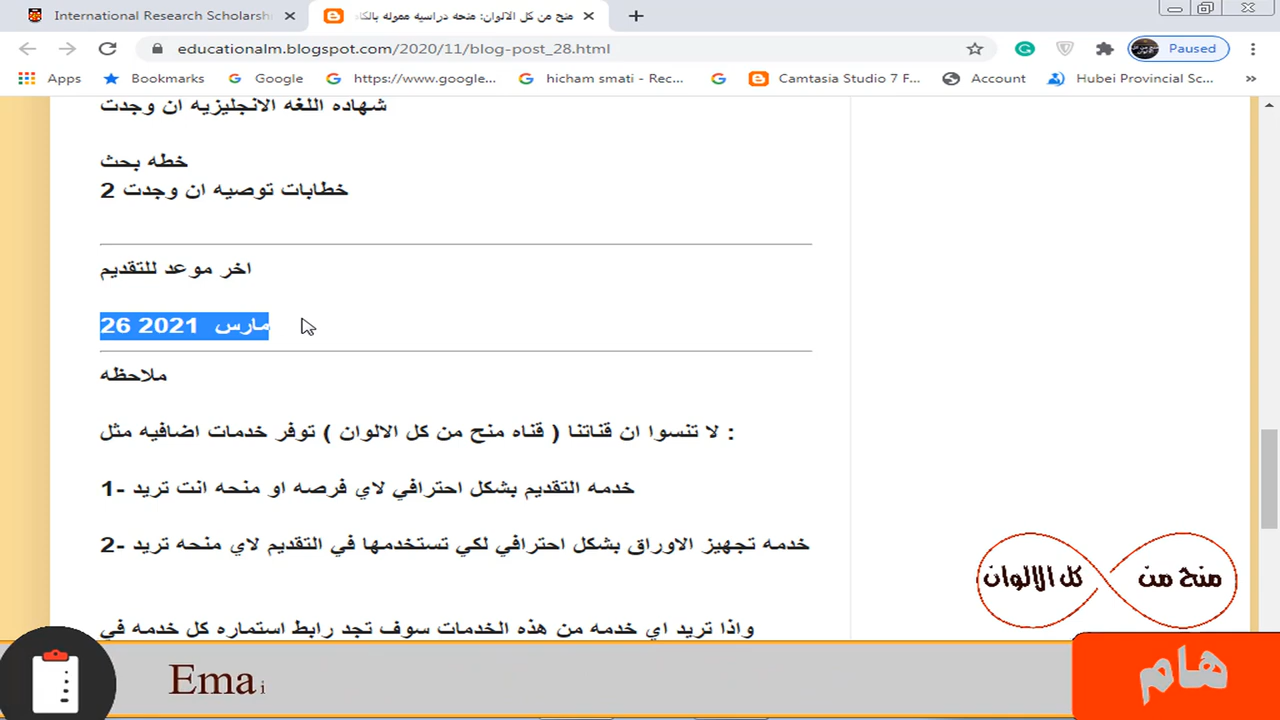 International Research Scholarsh
منح من كل الالوان: منحه دراسيه مموله بالكا
educationalm.blogspot.com/2020/11/blog-post_28.html
Paused
Apps
Bookmarks
Google
https://www.google...
hicham smati - Rec...
Camtasia Studio 7 F...
Account
Hubei Provincial Sc...
»
شهاده اللغه الانجليزيه ان وجدت
خطه بحث
خطابات توصيه ان وجدت 2
اخر موعد للتقديم
مارس 2021 26
ملاحظه
: لا تنسوا ان قناتنا ( قناه منح من كل الالوان ) توفر خدمات اضافيه مثل
خدمه التقديم بشكل احترافي لاي فرصه او منحه انت تريد -1
خدمه تجهيز الاوراق بشكل احترافي لكي تستخدمها في التقديم لاي منحه تريد -2
واذا تريد اي خدمه من هذه الخدمات سوف تجد رابط استماره كل خدمه في
منح من كل الالوان
Emai
هام